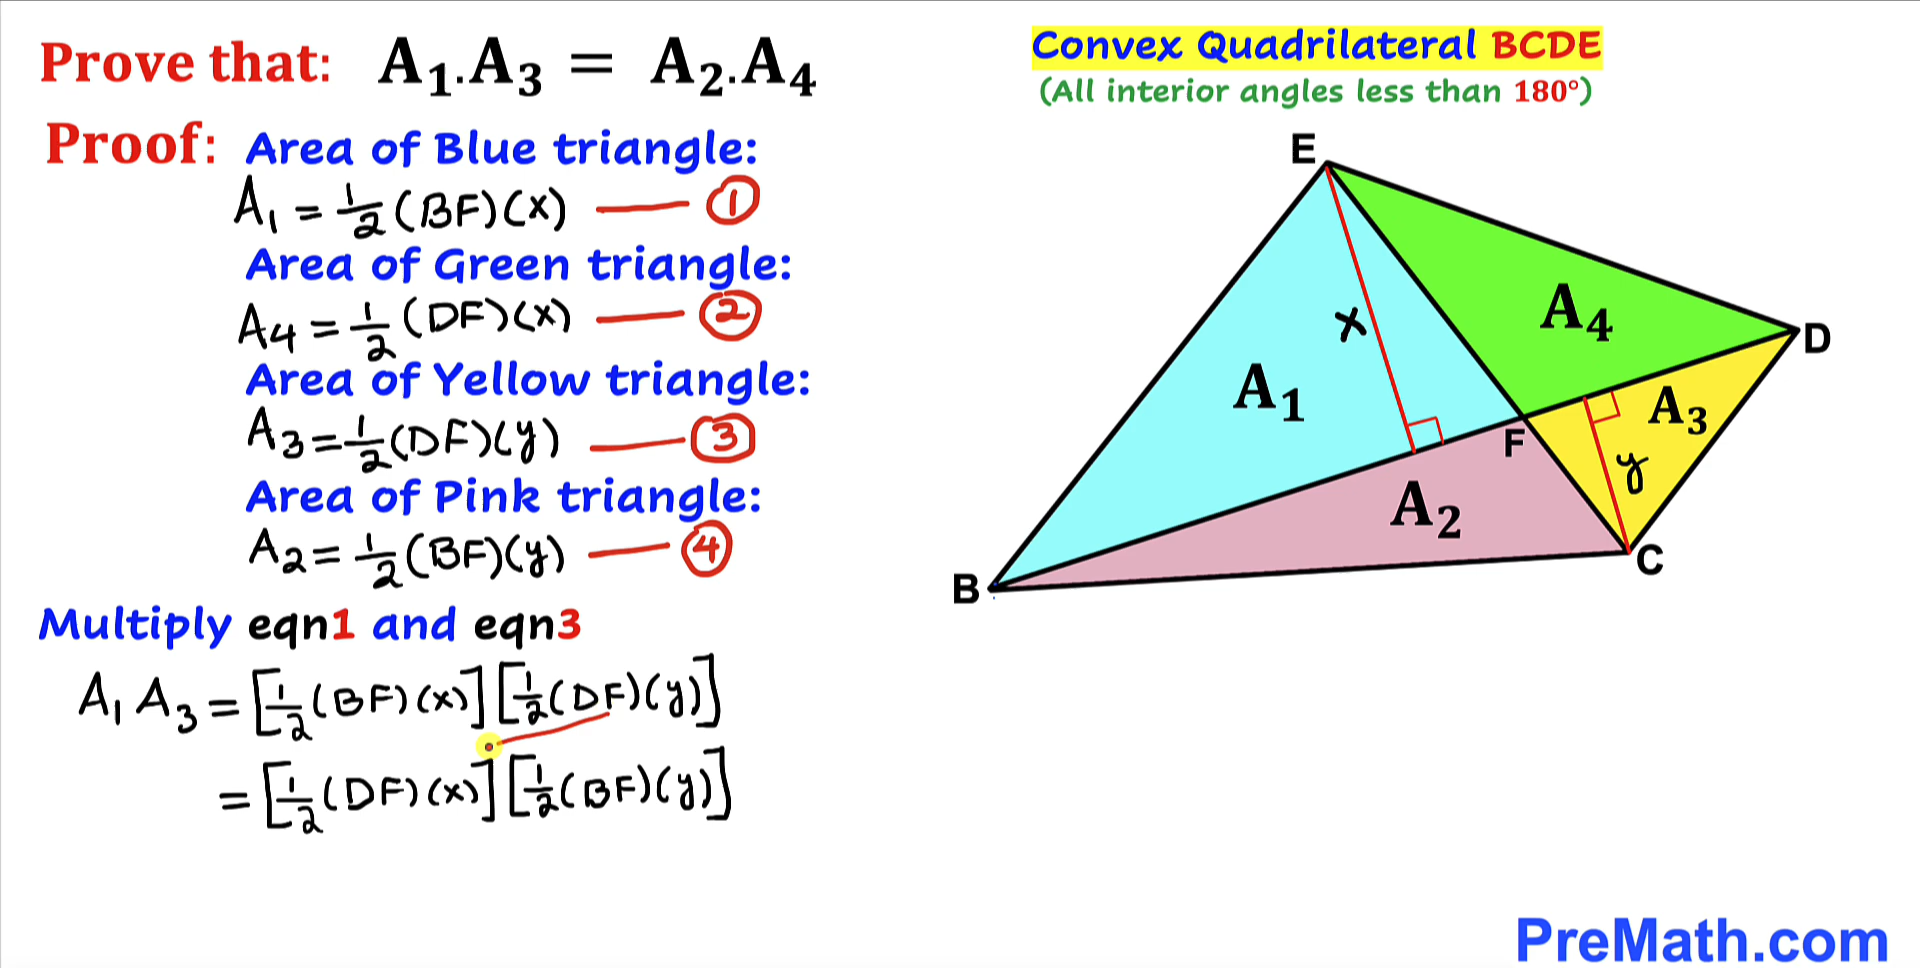 Prove that: A₁.A₃ = A₂.A₄
Proof: Area of Blue triangle:
A₁ = 1/2 (BF)(x) —— ①
Area of Green triangle:
A₄ = 1/2 (DF)(x) —— ②
Area of Yellow triangle:
A₃ = 1/2 (DF)(y) —— ③
Area of Pink triangle:
A₂ = 1/2 (BF)(y) —— ④
Multiply eqn1 and eqn3
A₁ A₃ = [1/2 (BF)(x)] [1/2 (DF)(y)]
= [1/2 (DF)(x)] [1/2 (BF)(y)]
Convex Quadrilateral BCDE
(All interior angles less than 180°)
E
A₄
x
D
A₁
A₃
F
y
A₂
C
B
PreMath.com